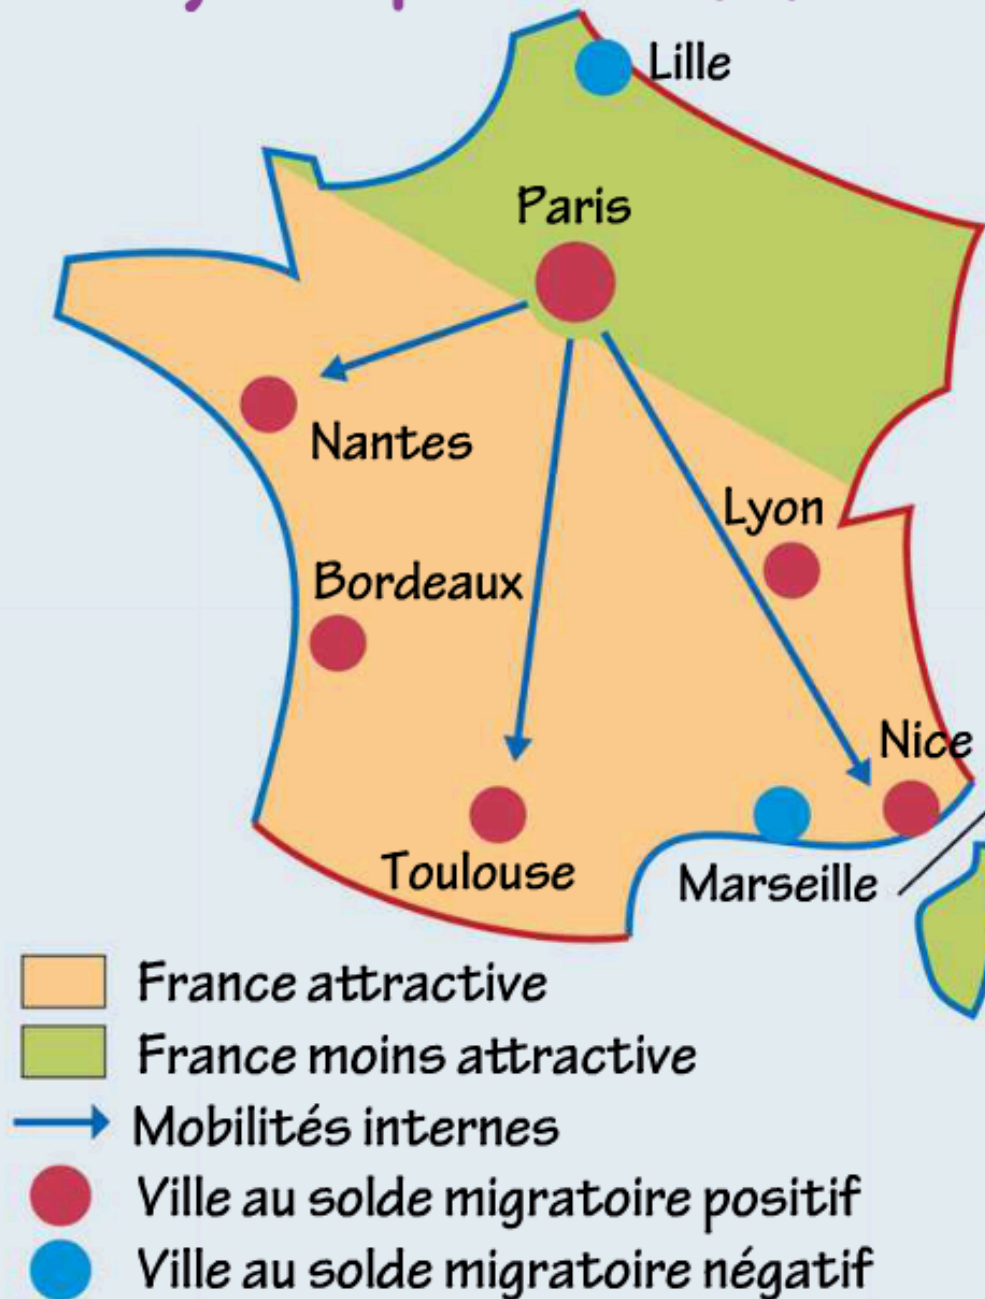 Lille
Paris
Nantes
Lyon
Bordeaux
Nice
Toulouse
Marseille
France attractive
France moins attractive
Mobilités internes
Ville au solde migratoire positif
Ville au solde migratoire négatif